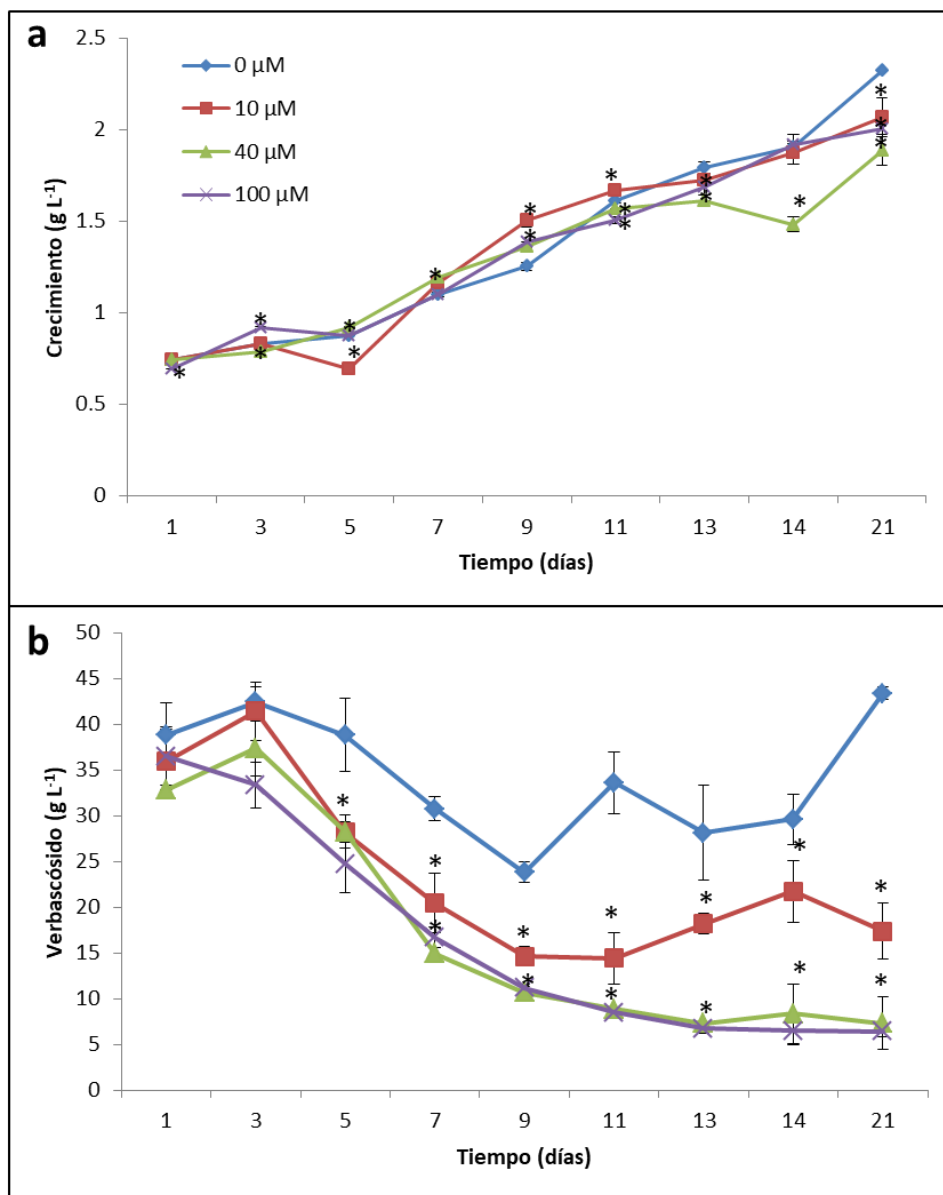 a
2.5
2
1.5
1
0.5
0
Crecimiento (g L-1)
0 µM
10 µM
40 µM
100 µM
* * * * * * * * * * * * * * * * * *
1 3 5 7 9 11 13 14 21
Tiempo (días)
b
50
45
40
35
30
25
20
15
10
5
0
Verbascósido (g L-1)
* * * * * * * * * * * * *
1 3 5 7 9 11 13 14 21
Tiempo (días)